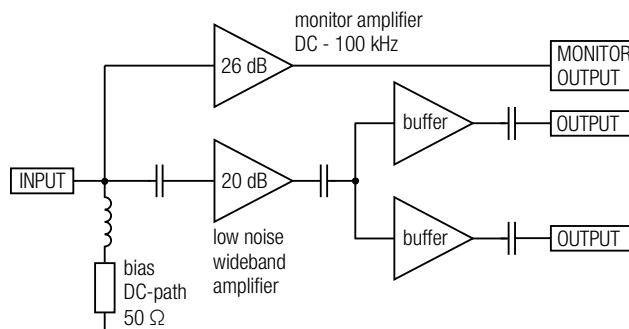 monitor amplifier
DC - 100 kHz
26 dB
MONITOR
OUTPUT
buffer
OUTPUT
INPUT
20 dB
low noise
wideband
amplifier
buffer
OUTPUT
bias
DC-path
50 Ω